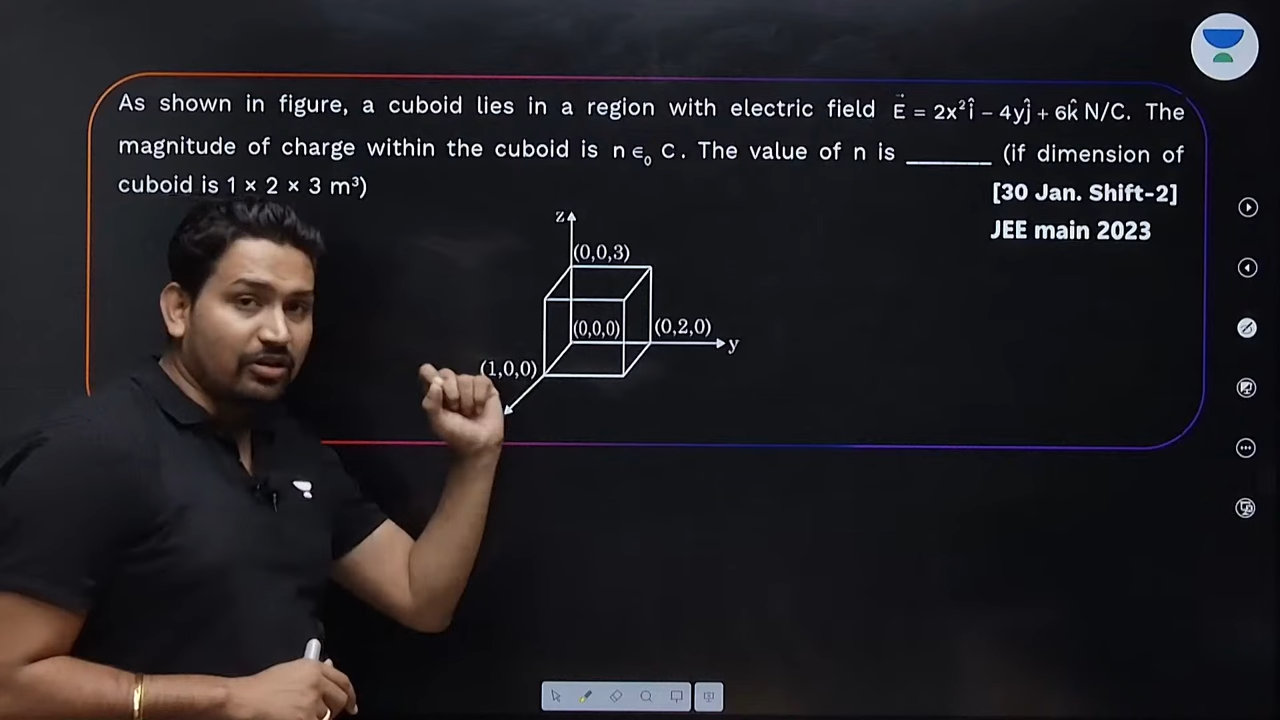 As shown in figure, a cuboid lies in a region with electric field E⃗ = 2x²î – 4yĵ + 6k̂ N/C. The
magnitude of charge within the cuboid is n ∈₀ C. The value of n is ______ (if dimension of
cuboid is 1 × 2 × 3 m³)
[30 Jan. Shift-2]
JEE main 2023
z
(0,0,3)
(0,0,0)
(0,2,0)
y
(1,0,0)